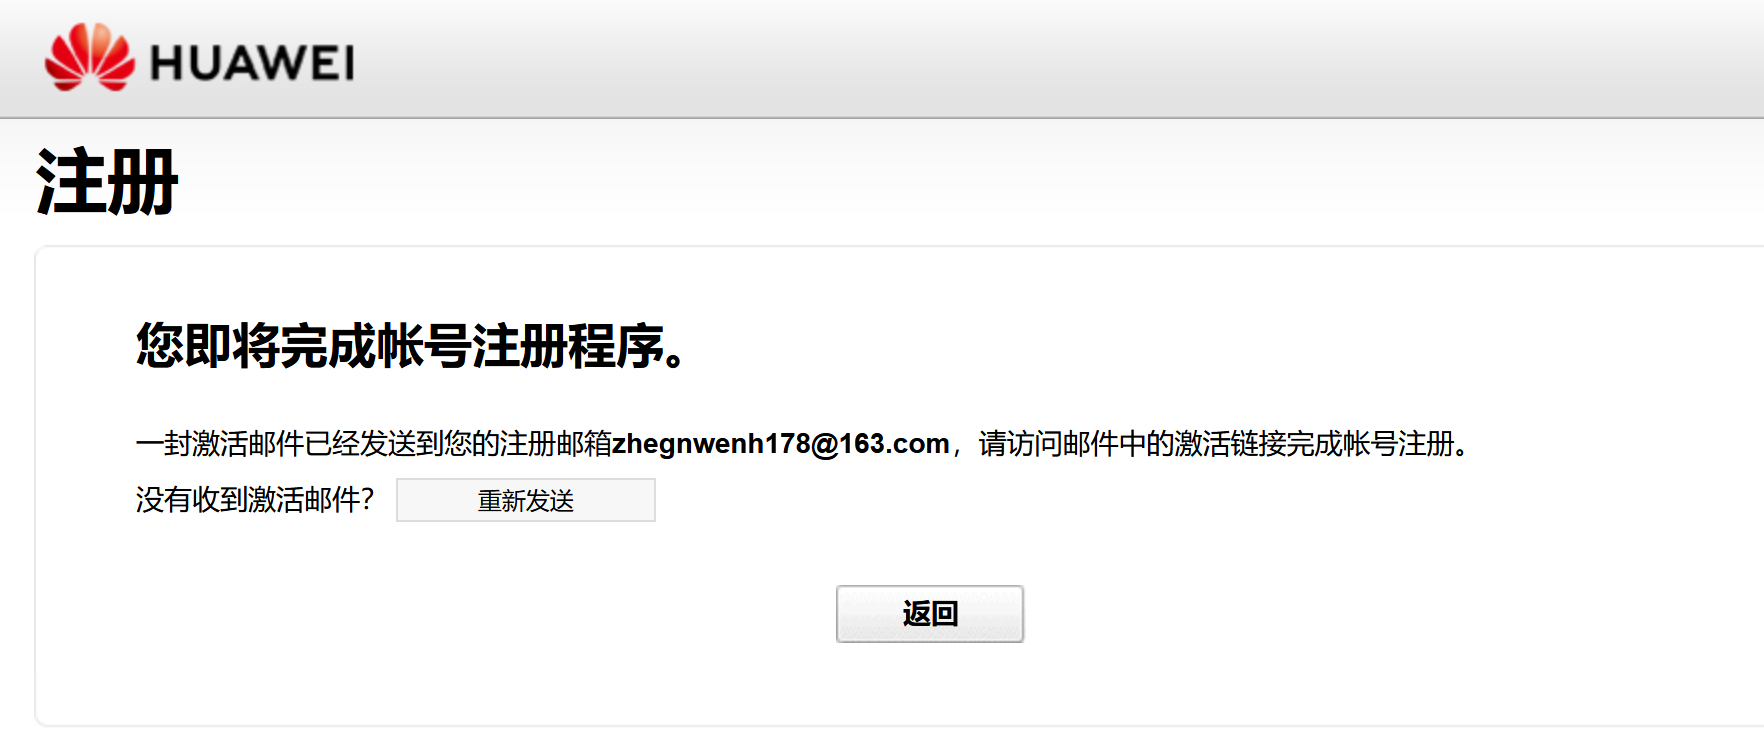 HUAWEI
注册
您即将完成帐号注册程序。
一封激活邮件已经发送到您的注册邮箱zhegnwenh178@163.com，请访问邮件中的激活链接完成帐号注册。
没有收到激活邮件？ 重新发送
返回